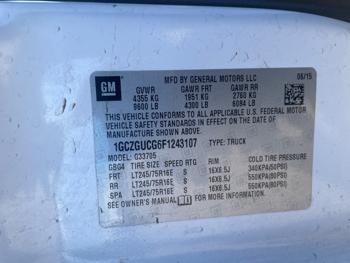 MFD BY GENERAL MOTORS LLC 06/15
GM GVWR GAWR FRT GAWR RR
4355 KG 1951 KG 2760 KG
9600 LB 4300 LB 6084 LB
THIS VEHICLE CONFORMS TO ALL APPLICABLE U.S. FEDERAL MOTOR
VEHICLE SAFETY STANDARDS IN EFFECT ON THE DATE OF
MANUFACTURE SHOWN ABOVE.
1GCZGUCG6F1243107 TYPE: TRUCK
MODEL: G33705
GBG4 TIRE SIZE SPEED RTG RIM COLD TIRE PRESSURE
FRT LT245/75R16E S 16X6.5J 340KPA(50PSI)
RR LT245/75R16E S 16X6.5J 550KPA(80PSI)
SPA LT245/75R16E S 16X6.5J 550KPA(80PSI)
SEE OWNER'S MANUAL FOR MORE INFORMATION.